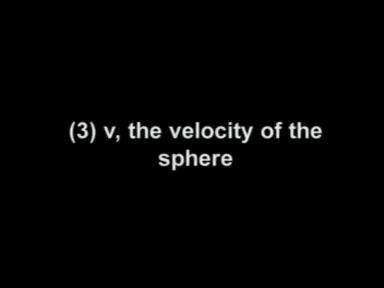 (3) v, the velocity of the
sphere